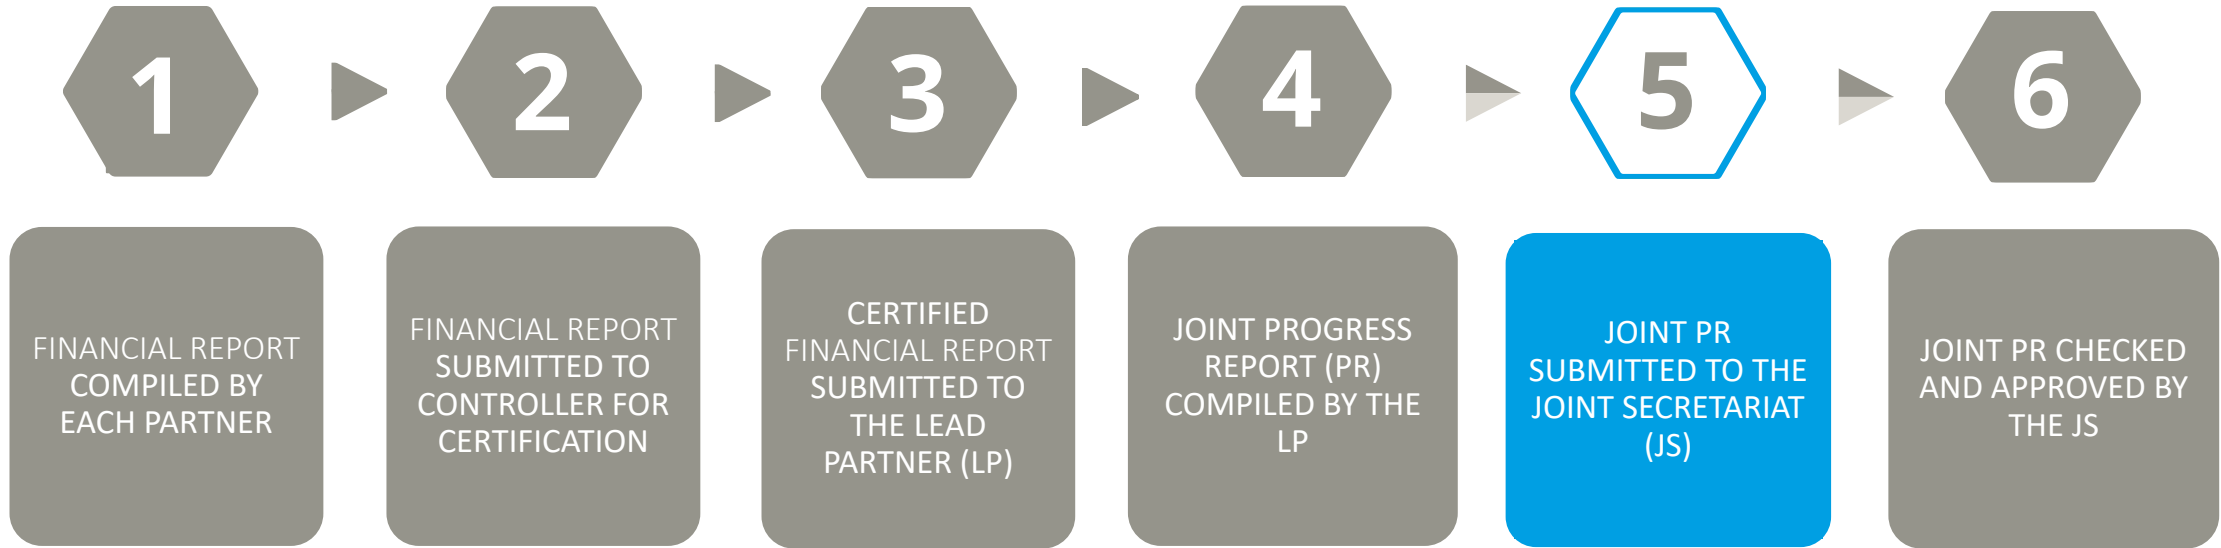 1
2
3
4
5
6
FINANCIAL REPORT
COMPILED BY
EACH PARTNER
FINANCIAL REPORT
SUBMITTED TO
CONTROLLER FOR
CERTIFICATION
CERTIFIED
FINANCIAL REPORT
SUBMITTED TO
THE LEAD
PARTNER (LP)
JOINT PROGRESS
REPORT (PR)
COMPILED BY THE
LP
JOINT PR
SUBMITTED TO THE
JOINT SECRETARIAT
(JS)
JOINT PR CHECKED
AND APPROVED BY
THE JS